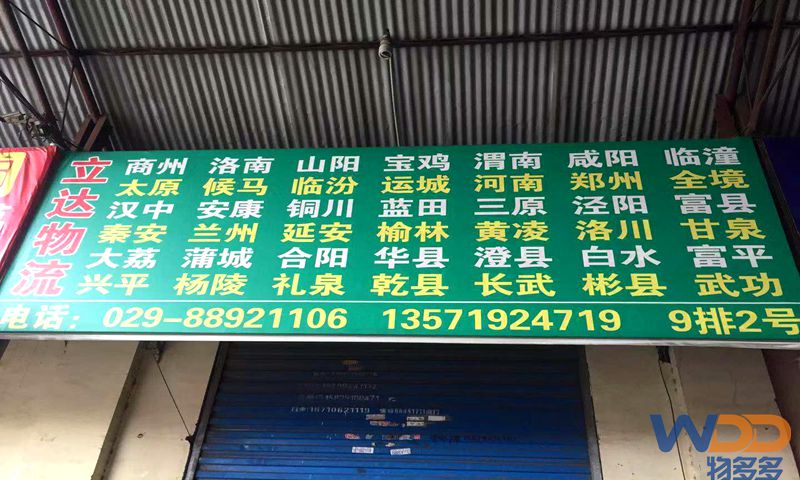 立达物流
商州 洛南 山阳 宝鸡 渭南 咸阳 临潼
太原 候马 临汾 运城 河南 郑州 全境
汉中 安康 铜川 蓝田 三原 泾阳 富县
秦安 兰州 延安 榆林 黄凌 洛川 甘泉
大荔 蒲城 合阳 华县 澄县 白水 富平
兴平 杨陵 礼泉 乾县 长武 彬县 武功
电话：029-88921106 13571924719 9排2号
WDD
物多多